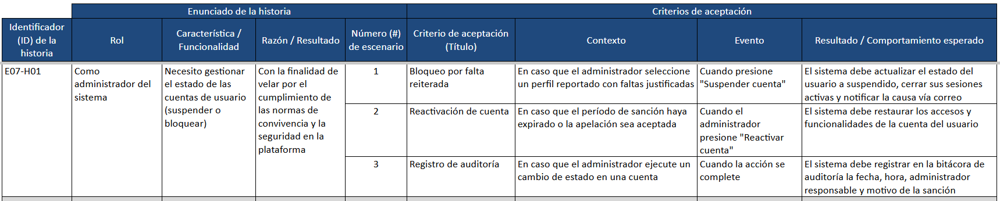 Enunciado de la historia
Criterios de aceptación
Identificador
(ID) de la
historia
Rol
Característica /
Funcionalidad
Razón / Resultado
Número (#)
de escenario
Criterio de aceptación
(Título)
Contexto
Evento
Resultado / Comportamiento esperado
E07-H01
Como
administrador del
sistema
Necesito gestionar
el estado de las
cuentas de usuario
(suspender o
bloquear)
Con la finalidad de
velar por el
cumplimiento de
las normas de
convivencia y la
seguridad en la
plataforma
1
Bloqueo por falta
reiterada
En caso que el administrador seleccione
un perfil reportado con faltas justificadas
Cuando presione
"Suspender cuenta"
El sistema debe actualizar el estado del
usuario a suspendido, cerrar sus sesiones
activas y notificar la causa vía correo
2
Reactivación de cuenta
En caso que el período de sanción haya
expirado o la apelación sea aceptada
Cuando el
administrador
presione "Reactivar
cuenta"
El sistema debe restaurar los accesos y
funcionalidades de la cuenta del usuario
3
Registro de auditoría
En caso que el administrador ejecute un
cambio de estado en una cuenta
Cuando la acción se
complete
El sistema debe registrar en la bitácora de
auditoría la fecha, hora, administrador
responsable y motivo de la sanción